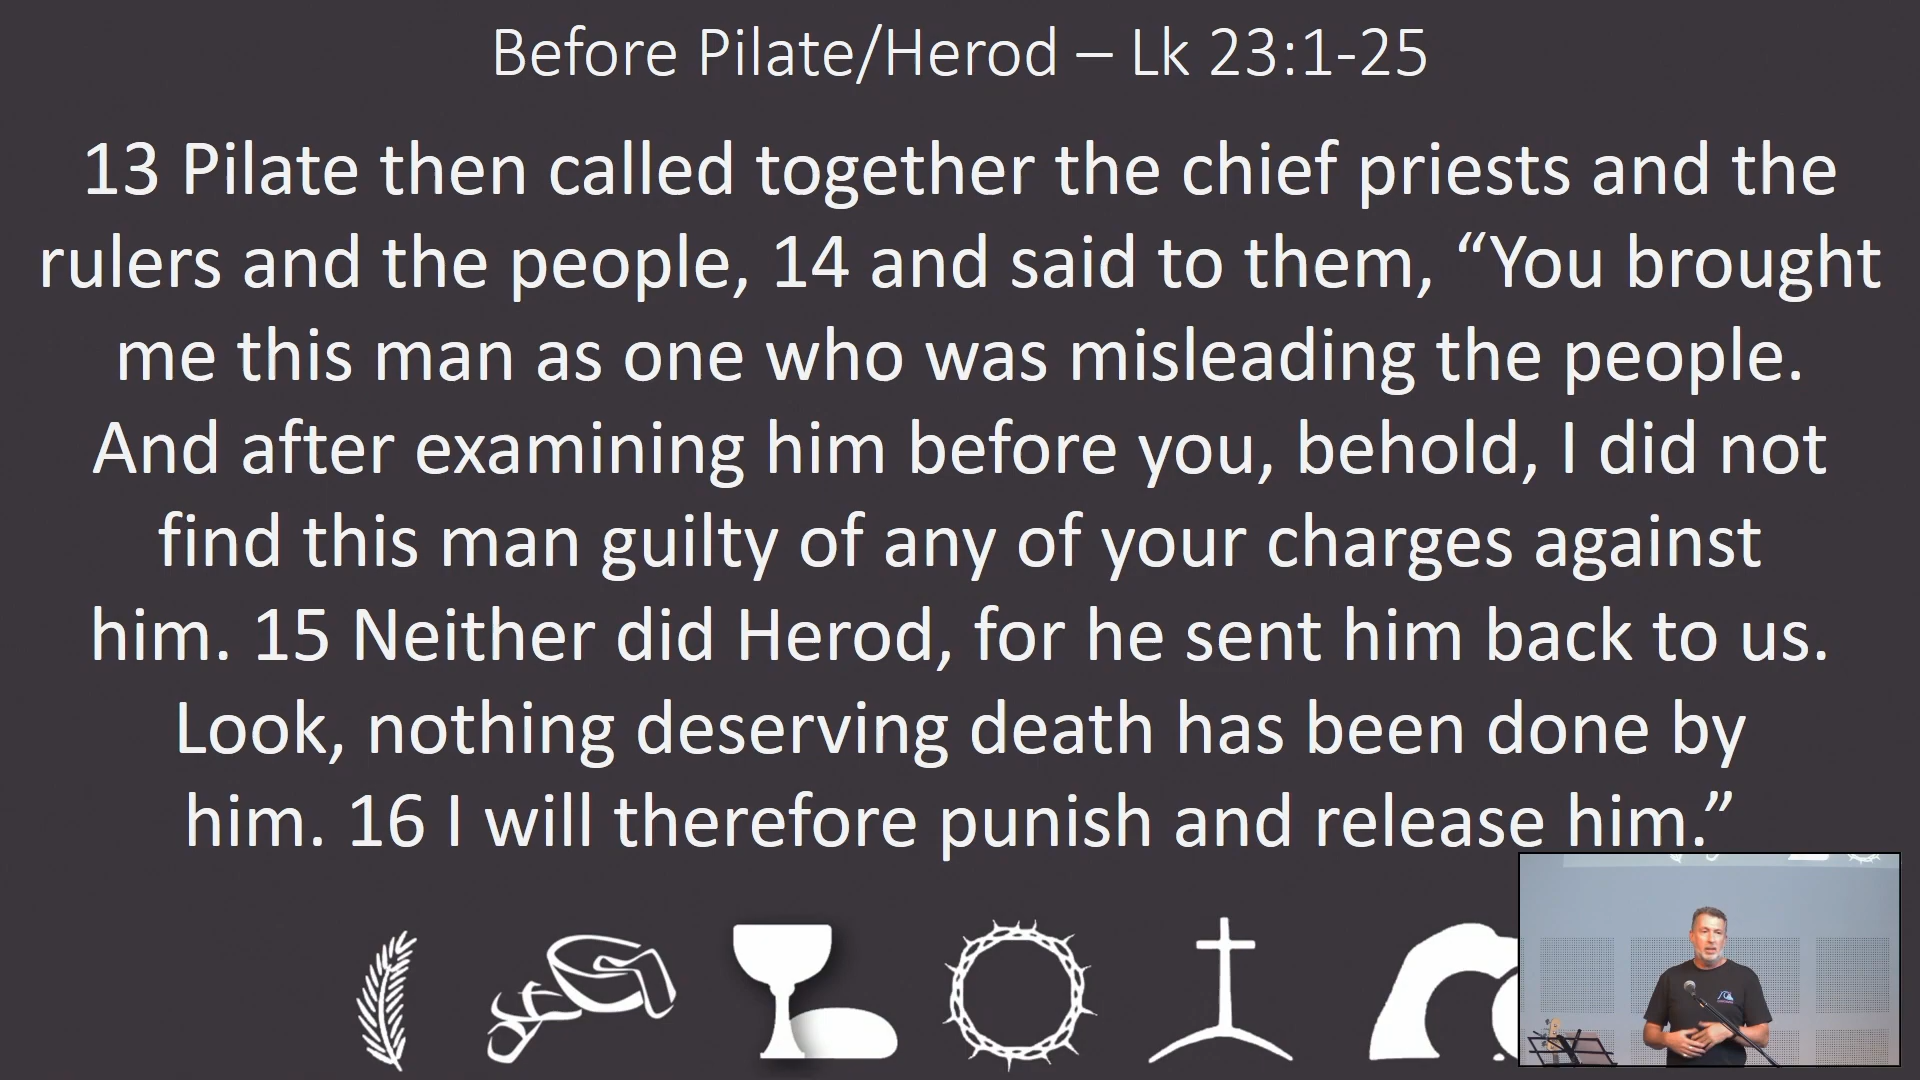 Before Pilate/Herod – Lk 23:1-25
13 Pilate then called together the chief priests and the
rulers and the people, 14 and said to them, “You brought
me this man as one who was misleading the people.
And after examining him before you, behold, I did not
find this man guilty of any of your charges against
him. 15 Neither did Herod, for he sent him back to us.
Look, nothing deserving death has been done by
him. 16 I will therefore punish and release him.”